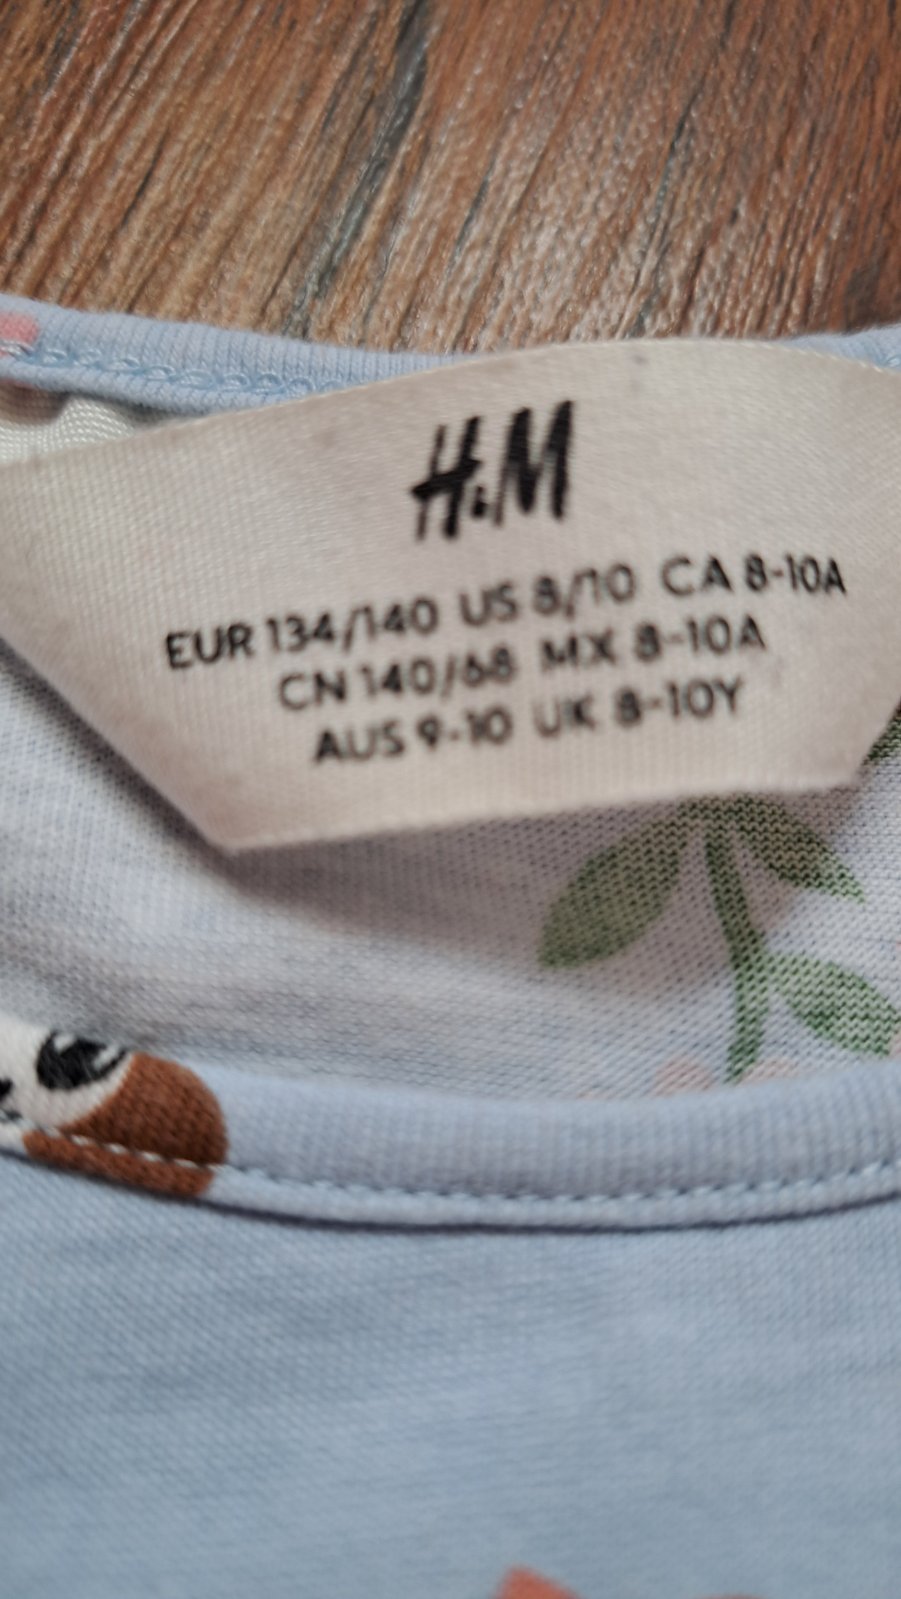 H&M
EUR 134/140 US 8/10 CA 8-10A
CN 140/68 MX 8-10A
AUS 9-10 UK 8-10Y